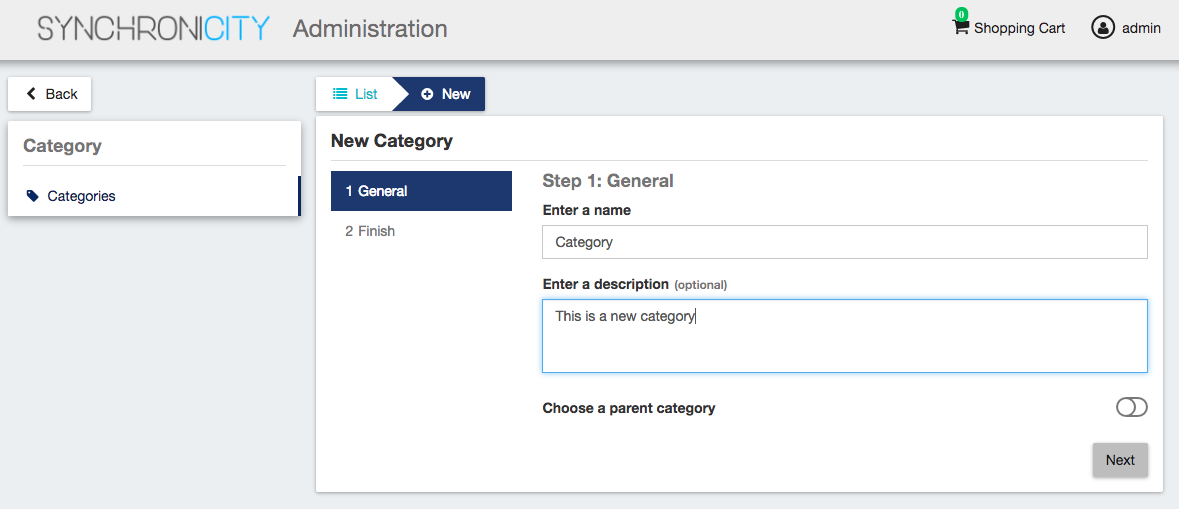 SYNCHRONICITY Administration
0
Shopping Cart
admin
Back
List
New
Category
Categories
New Category
1 General
2 Finish
Step 1: General
Enter a name
Category
Enter a description (optional)
This is a new category
Choose a parent category
Next